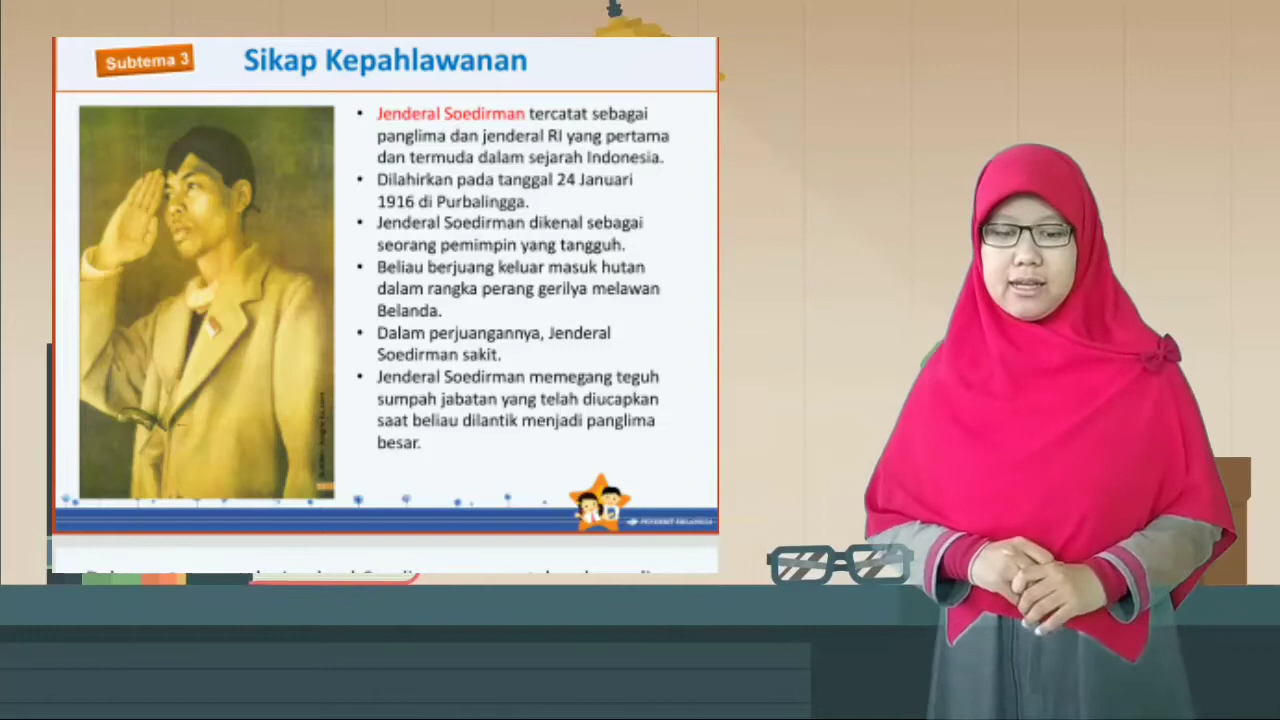 Subtema 3
Sikap Kepahlawanan
• Jenderal Soedirman tercatat sebagai
panglima dan jenderal RI yang pertama
dan termuda dalam sejarah Indonesia.
• Dilahirkan pada tanggal 24 Januari
1916 di Purbalingga.
• Jenderal Soedirman dikenal sebagai
seorang pemimpin yang tangguh.
• Beliau berjuang keluar masuk hutan
dalam rangka perang gerilya melawan
Belanda.
• Dalam perjuangannya, Jenderal
Soedirman sakit.
• Jenderal Soedirman memegang teguh
sumpah jabatan yang telah diucapkan
saat beliau dilantik menjadi panglima
besar.